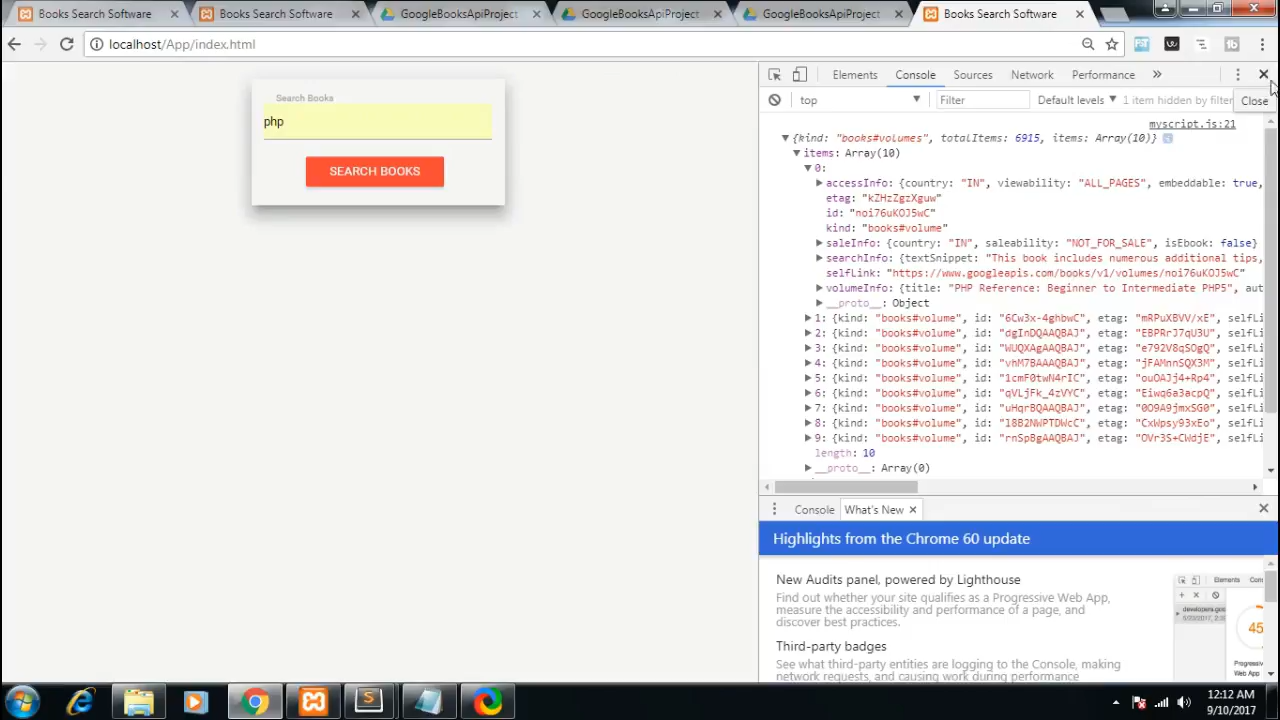 Books Search Software
Books Search Software
GoogleBooksApiProject
GoogleBooksApiProject
GoogleBooksApiProject
Books Search Software
localhost/App/index.html
Search Books
php
SEARCH BOOKS
Elements Console Sources Network Performance »
top Filter Default levels 1 item hidden by filter
Close
myscript.js:21
{kind: "books#volumes", totalItems: 6915, items: Array(10)}
items: Array(10)
0:
accessInfo: {country: "IN", viewability: "ALL_PAGES", embeddable: true,
etag: "kZHzZgzXguw"
id: "noi76uKOJ5wC"
kind: "books#volume"
saleInfo: {country: "IN", saleability: "NOT_FOR_SALE", isEbook: false}
searchInfo: {textSnippet: "This book includes numerous additional tips,
selfLink: "https://www.googleapis.com/books/v1/volumes/noi76uKOJ5wC"
volumeInfo: {title: "PHP Reference: Beginner to Intermediate PHP5", aut
__proto__: Object
1: {kind: "books#volume", id: "6Cw3x-4ghbwC", etag: "mRPuXBVV/xE", selfLi
2: {kind: "books#volume", id: "dgInDQAAQBAJ", etag: "EBPRrJ7qU3U", selfLi
3: {kind: "books#volume", id: "WUQXAgAAQBAJ", etag: "e792V8qSOgQ", selfLi
4: {kind: "books#volume", id: "vhM7BAAAQBAJ", etag: "jFAMnnSQX3M", selfLi
5: {kind: "books#volume", id: "1cmF0twN4rIC", etag: "ouOAJj4+Rp4", selfLi
6: {kind: "books#volume", id: "qVLjFk_4zVYC", etag: "Eiwq6a3acpQ", selfLi
7: {kind: "books#volume", id: "uHqrBQAAQBAJ", etag: "0O9A9jmxSG0", selfLi
8: {kind: "books#volume", id: "l8B2NWPTDWcC", etag: "CxWpsy93xEo", selfLi
9: {kind: "books#volume", id: "rnSpBgAAQBAJ", etag: "OVr3S+CWdjE", selfLi
length: 10
__proto__: Array(0)
Console What's New
Highlights from the Chrome 60 update
New Audits panel, powered by Lighthouse
Find out whether your site qualifies as a Progressive Web App,
measure the accessibility and performance of a page, and
discover best practices.
Third-party badges
See what third-party entities are logging to the Console, making
network requests, and causing work during performance
Elements
45
Web App
12:12 AM
9/10/2017